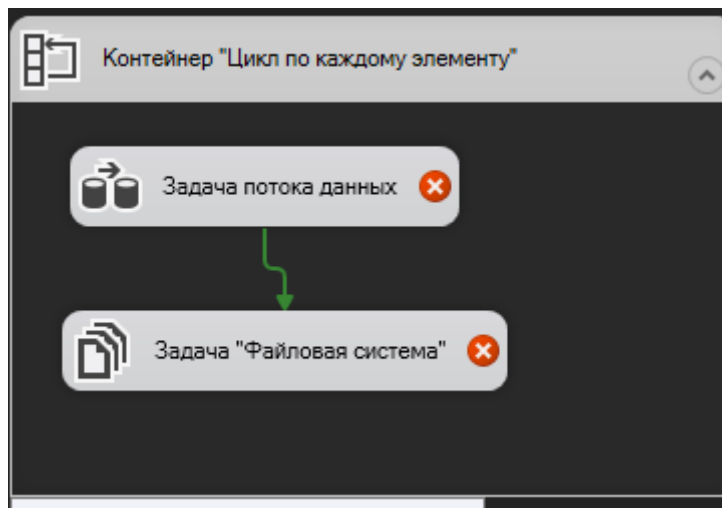 Контейнер "Цикл по каждому элементу"
Задача потока данных
Задача "Файловая система"